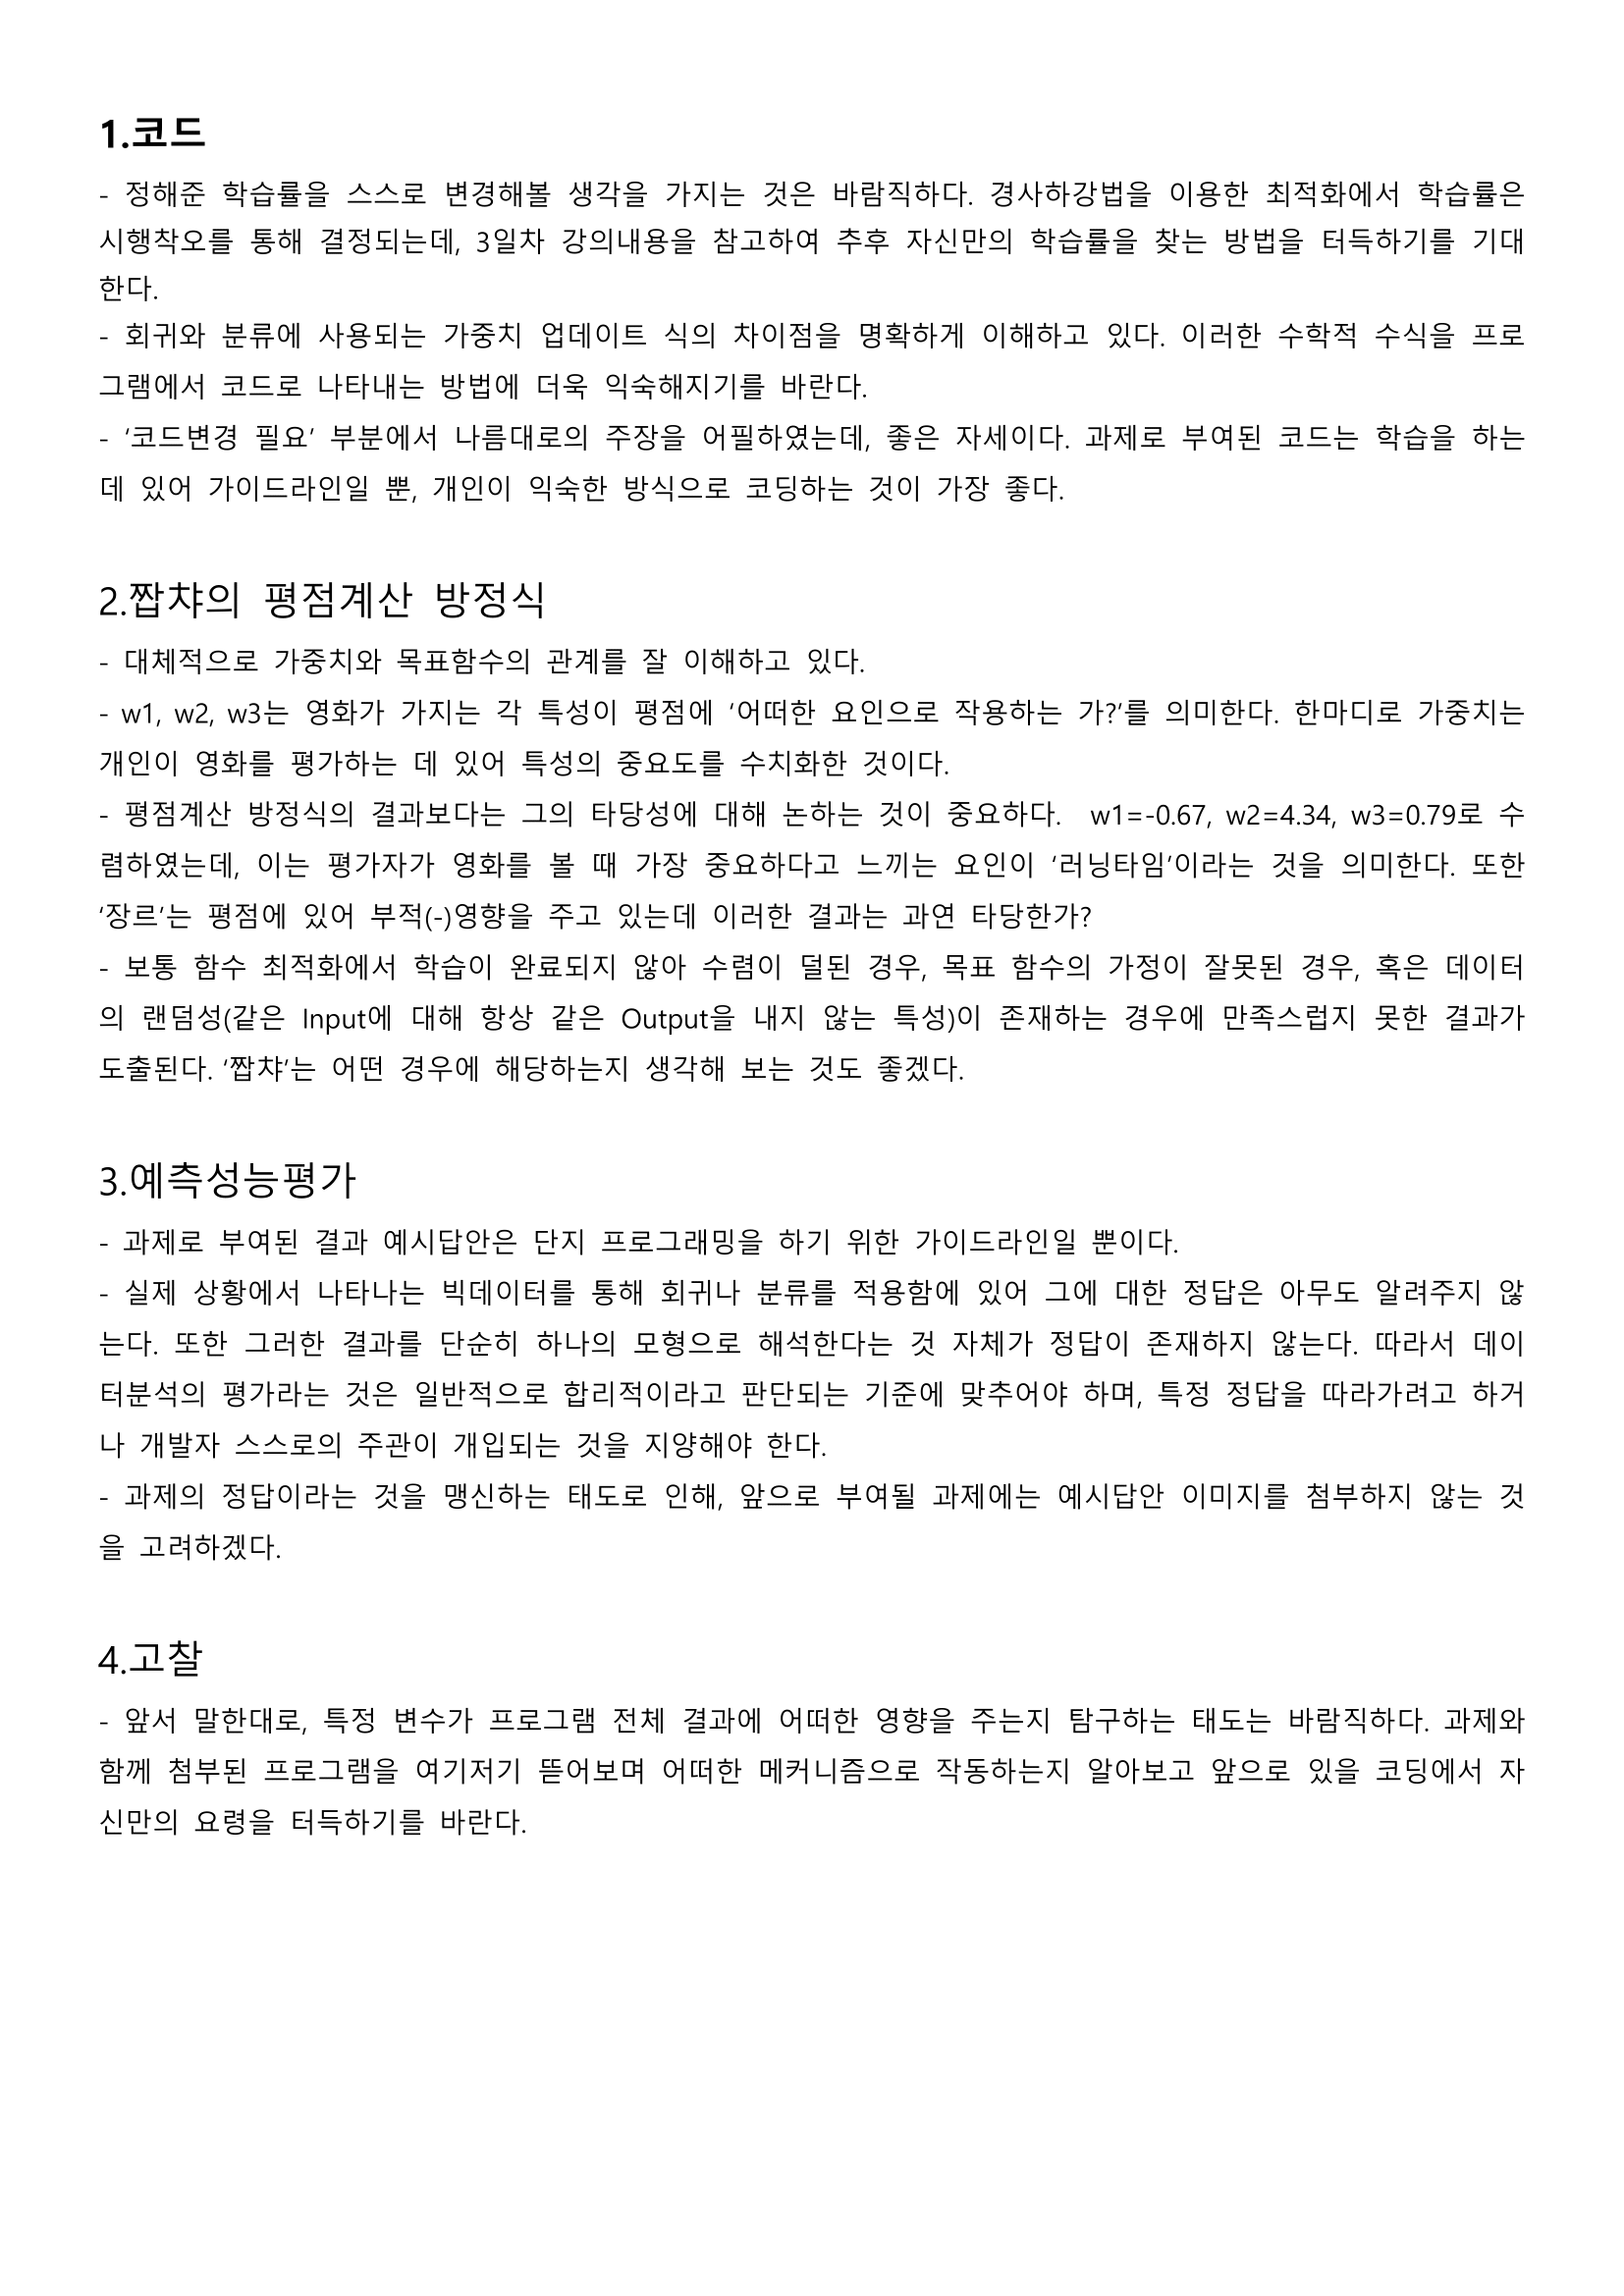 1.코드
- 정해준 학습률을 스스로 변경해볼 생각을 가지는 것은 바람직하다. 경사하강법을 이용한 최적화에서 학습률은
시행착오를 통해 결정되는데, 3일차 강의내용을 참고하여 추후 자신만의 학습률을 찾는 방법을 터득하기를 기대
한다.
- 회귀와 분류에 사용되는 가중치 업데이트 식의 차이점을 명확하게 이해하고 있다. 이러한 수학적 수식을 프로
그램에서 코드로 나타내는 방법에 더욱 익숙해지기를 바란다.
- ‘코드변경 필요’ 부분에서 나름대로의 주장을 어필하였는데, 좋은 자세이다. 과제로 부여된 코드는 학습을 하는
데 있어 가이드라인일 뿐, 개인이 익숙한 방식으로 코딩하는 것이 가장 좋다.
2.짭챠의 평점계산 방정식
- 대체적으로 가중치와 목표함수의 관계를 잘 이해하고 있다.
- w1, w2, w3는 영화가 가지는 각 특성이 평점에 ‘어떠한 요인으로 작용하는 가?’를 의미한다. 한마디로 가중치는
개인이 영화를 평가하는 데 있어 특성의 중요도를 수치화한 것이다.
- 평점계산 방정식의 결과보다는 그의 타당성에 대해 논하는 것이 중요하다. w1=-0.67, w2=4.34, w3=0.79로 수
렴하였는데, 이는 평가자가 영화를 볼 때 가장 중요하다고 느끼는 요인이 ‘러닝타임’이라는 것을 의미한다. 또한
‘장르’는 평점에 있어 부적(-)영향을 주고 있는데 이러한 결과는 과연 타당한가?
- 보통 함수 최적화에서 학습이 완료되지 않아 수렴이 덜된 경우, 목표 함수의 가정이 잘못된 경우, 혹은 데이터
의 랜덤성(같은 Input에 대해 항상 같은 Output을 내지 않는 특성)이 존재하는 경우에 만족스럽지 못한 결과가
도출된다. ‘짭챠’는 어떤 경우에 해당하는지 생각해 보는 것도 좋겠다.
3.예측성능평가
- 과제로 부여된 결과 예시답안은 단지 프로그래밍을 하기 위한 가이드라인일 뿐이다.
- 실제 상황에서 나타나는 빅데이터를 통해 회귀나 분류를 적용함에 있어 그에 대한 정답은 아무도 알려주지 않
는다. 또한 그러한 결과를 단순히 하나의 모형으로 해석한다는 것 자체가 정답이 존재하지 않는다. 따라서 데이
터분석의 평가라는 것은 일반적으로 합리적이라고 판단되는 기준에 맞추어야 하며, 특정 정답을 따라가려고 하거
나 개발자 스스로의 주관이 개입되는 것을 지양해야 한다.
- 과제의 정답이라는 것을 맹신하는 태도로 인해, 앞으로 부여될 과제에는 예시답안 이미지를 첨부하지 않는 것
을 고려하겠다.
4.고찰
- 앞서 말한대로, 특정 변수가 프로그램 전체 결과에 어떠한 영향을 주는지 탐구하는 태도는 바람직하다. 과제와
함께 첨부된 프로그램을 여기저기 뜯어보며 어떠한 메커니즘으로 작동하는지 알아보고 앞으로 있을 코딩에서 자
신만의 요령을 터득하기를 바란다.